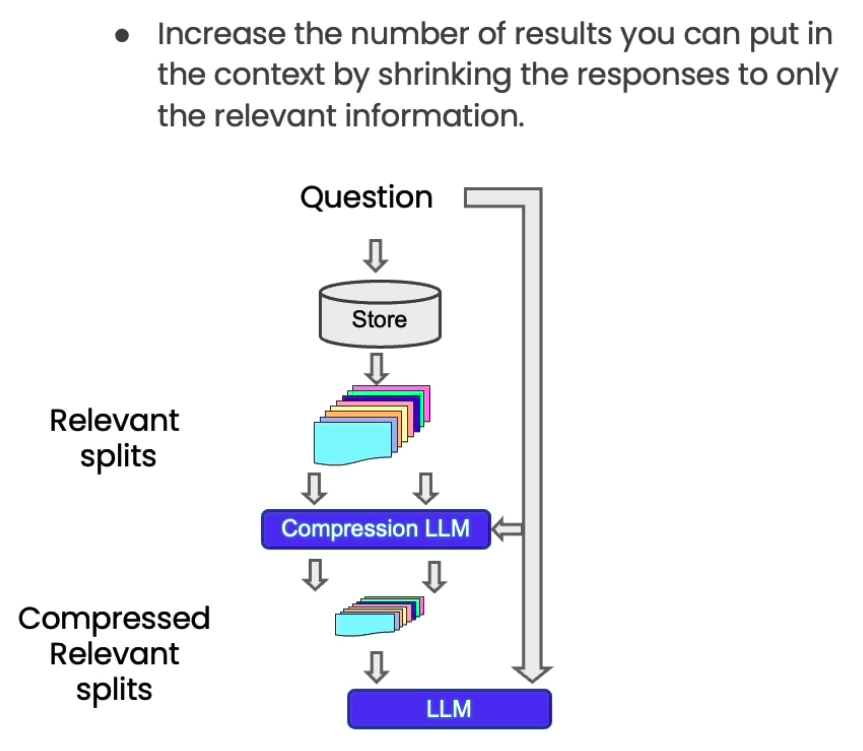 ● Increase the number of results you can put in
the context by shrinking the responses to only
the relevant information.
Question
Store
Relevant
splits
Compression LLM
Compressed
Relevant
splits
LLM